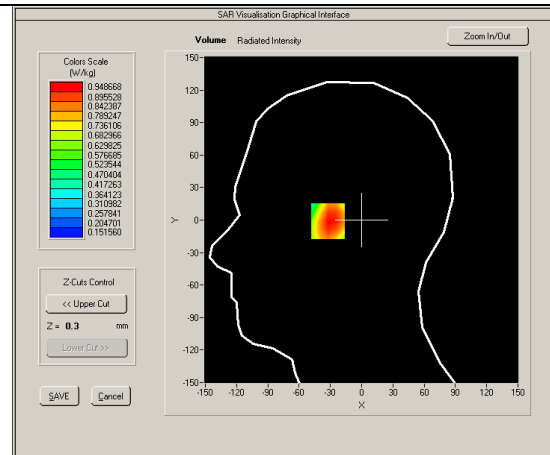 SAR Visualisation Graphical Interface
Volume Radiated Intensity
Zoom In/Out
Colors Scale
(W/kg)
0.948668
0.895528
0.842387
0.789247
0.736106
0.682966
0.629825
0.576685
0.523544
0.470404
0.417263
0.364123
0.310982
0.257841
0.204701
0.151560
Z-Cuts Control
<< Upper Cut
Z = 0.3 mm
Lower Cut >>
SAVE Cancel
150
120
90
60
30
0
-30
-60
-90
-120
-150
Y
-150 -120 -90 -60 -30 0 30 60 90 120 150
X